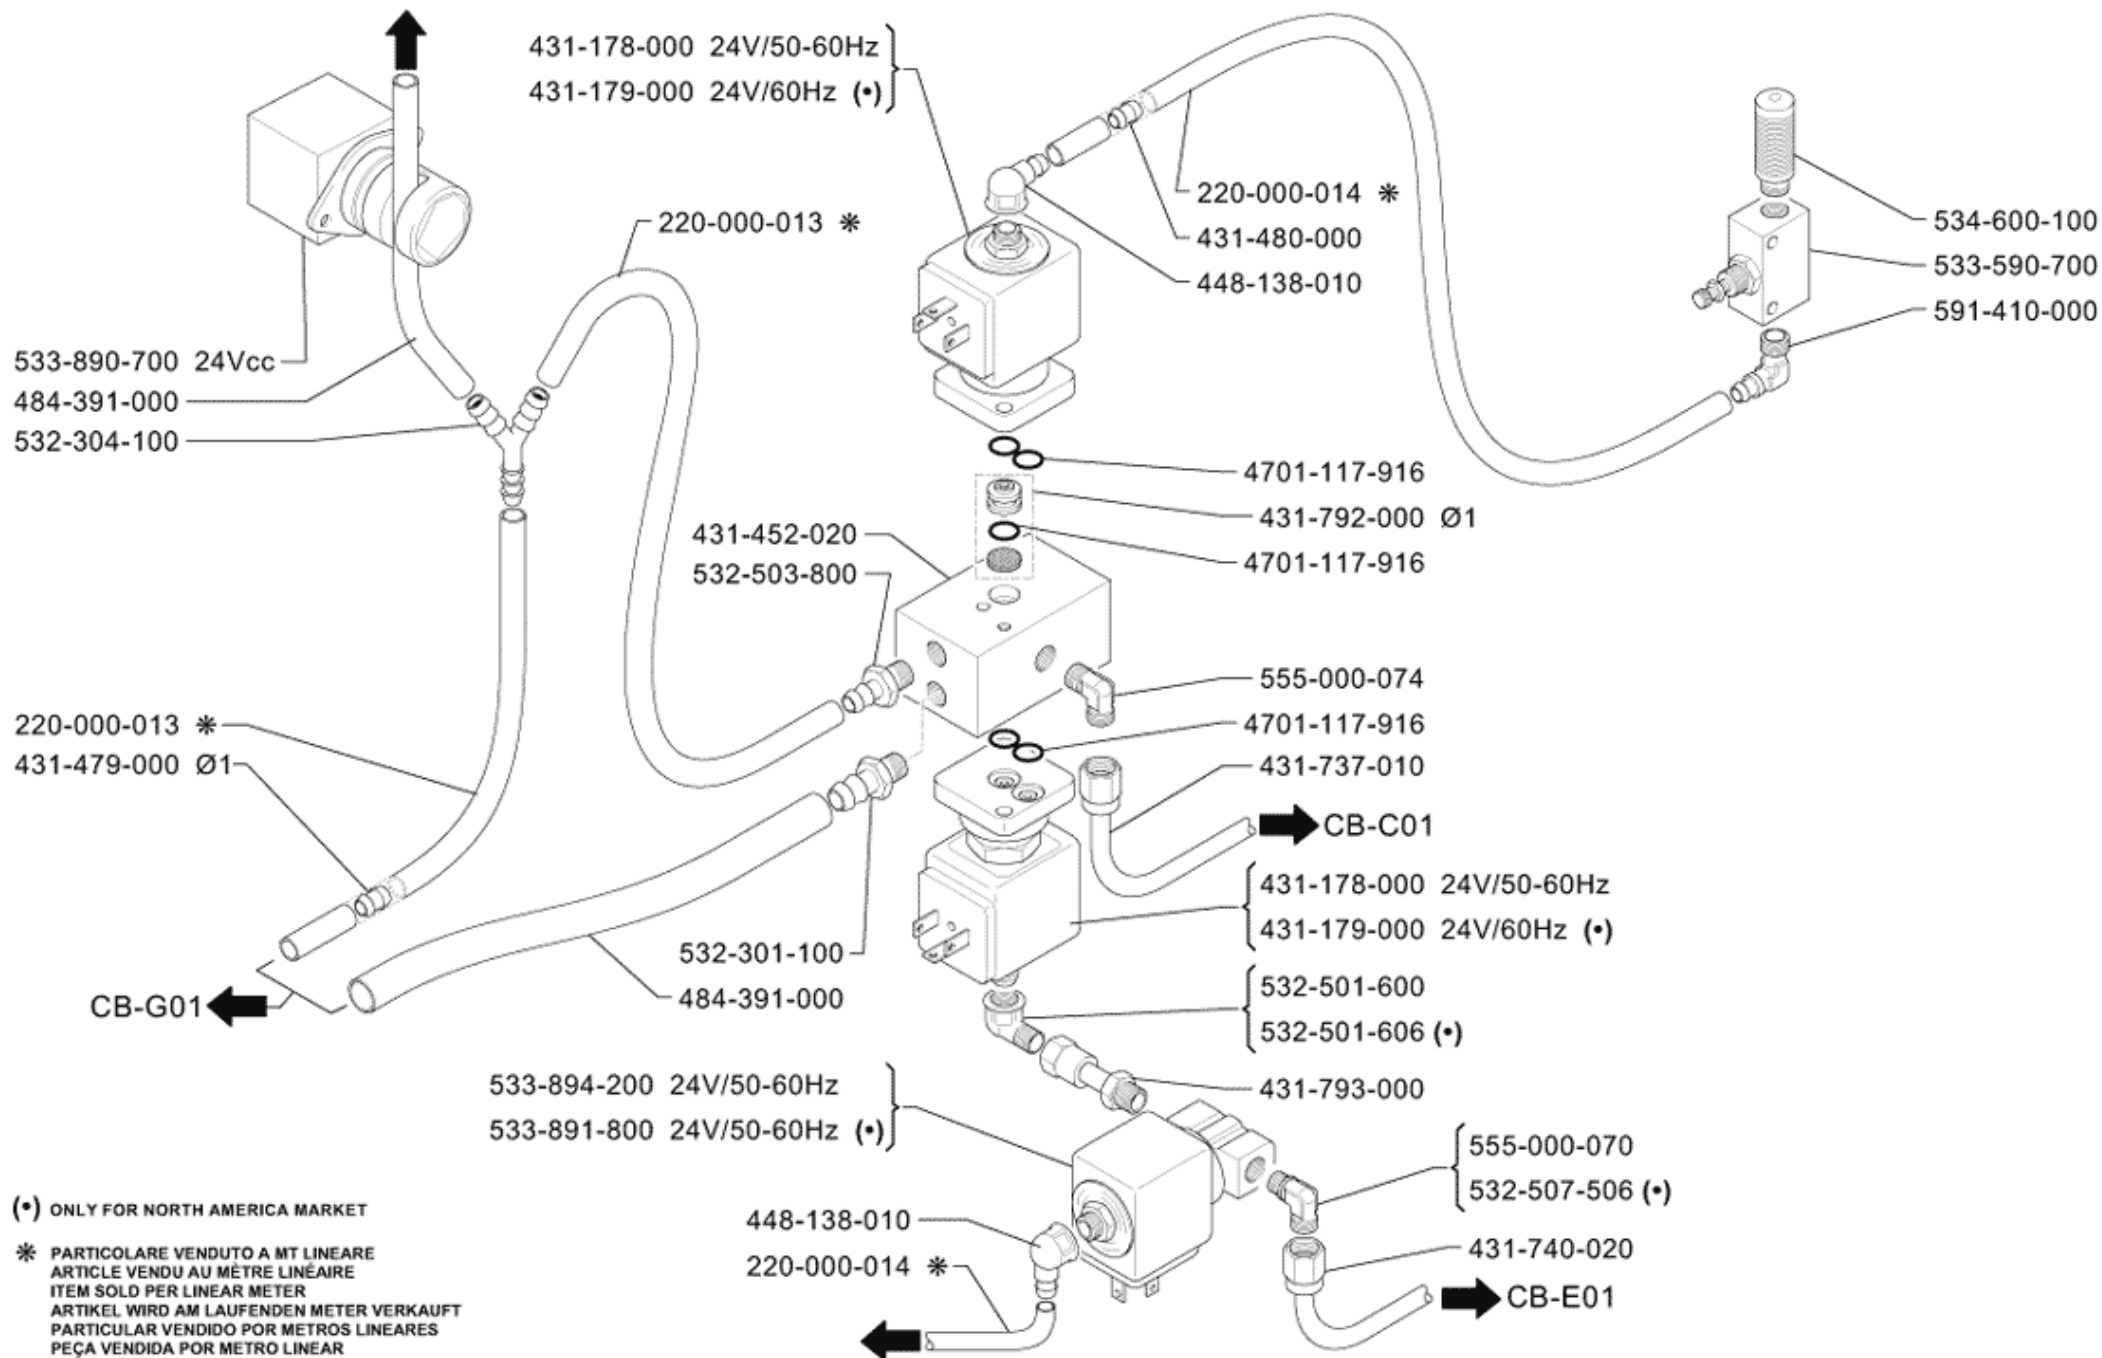 431-178-000 24V/50-60Hz
431-179-000 24V/60Hz (•)
220-000-013 ✳
220-000-014 ✳
431-480-000
448-138-010
534-600-100
533-590-700
591-410-000
533-890-700 24Vcc
484-391-000
532-304-100
4701-117-916
431-792-000 Ø1
4701-117-916
431-452-020
532-503-800
555-000-074
4701-117-916
431-737-010
CB-C01
220-000-013 ✳
431-479-000 Ø1
431-178-000 24V/50-60Hz
431-179-000 24V/60Hz (•)
532-301-100
484-391-000
CB-G01
532-501-600
532-501-606 (•)
431-793-000
533-894-200 24V/50-60Hz
533-891-800 24V/50-60Hz (•)
555-000-070
532-507-506 (•)
431-740-020
CB-E01
448-138-010
220-000-014 ✳
(•) ONLY FOR NORTH AMERICA MARKET
✳ PARTICOLARE VENDUTO A MT LINEARE
ARTICLE VENDU AU MÈTRE LINÉAIRE
ITEM SOLD PER LINEAR METER
ARTIKEL WIRD AM LAUFENDEN METER VERKAUFT
PARTICULAR VENDIDO POR METROS LINEARES
PEÇA VENDIDA POR METRO LINEAR